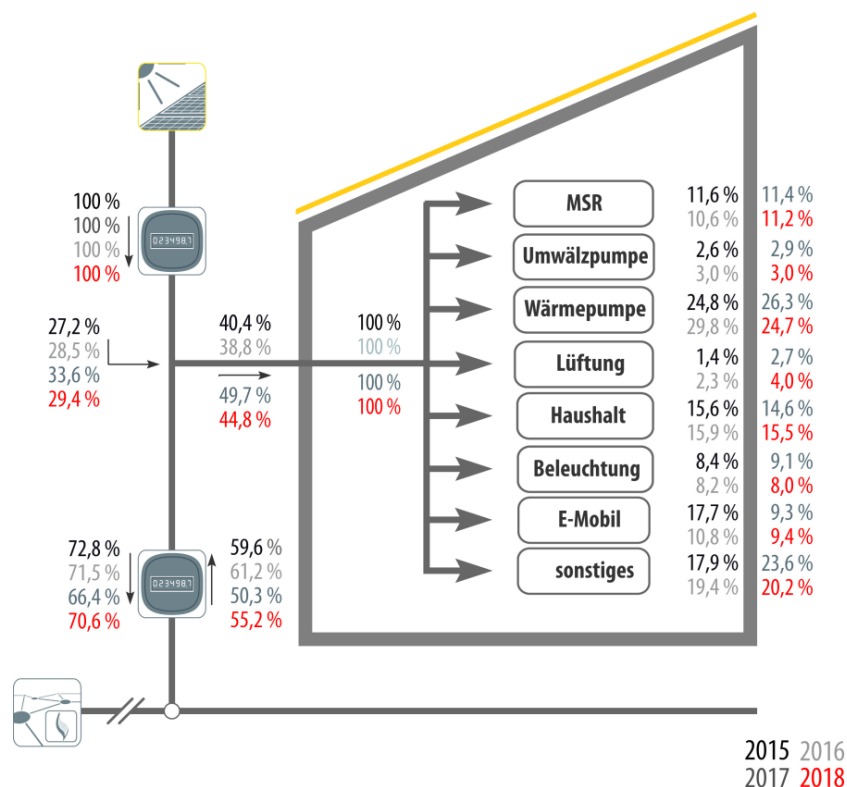 100 %
100 %
100 %
100 %
023498,7
27,2 %
28,5 %
33,6 %
29,4 %
40,4 %
38,8 %
49,7 %
44,8 %
100 %
100 %
100 %
100 %
MSR 11,6 % 11,4 %
10,6 % 11,2 %
Umwälzpumpe 2,6 % 2,9 %
3,0 % 3,0 %
Wärmepumpe 24,8 % 26,3 %
29,8 % 24,7 %
Lüftung 1,4 % 2,7 %
2,3 % 4,0 %
Haushalt 15,6 % 14,6 %
15,9 % 15,5 %
Beleuchtung 8,4 % 9,1 %
8,2 % 8,0 %
E-Mobil 17,7 % 9,3 %
10,8 % 9,4 %
sonstiges 17,9 % 23,6 %
19,4 % 20,2 %
72,8 %
71,5 %
66,4 %
70,6 %
023498,7
59,6 %
61,2 %
50,3 %
55,2 %
2015 2016
2017 2018